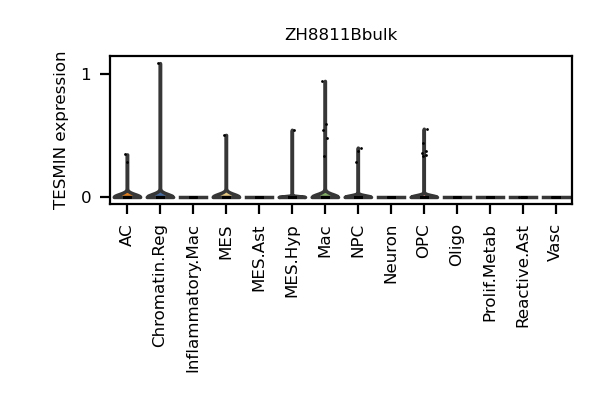 ZH8811Bbulk
TESMIN expression
1
0
AC
Chromatin.Reg
Inflammatory.Mac
MES
MES.Ast
MES.Hyp
Mac
NPC
Neuron
OPC
Oligo
Prolif.Metab
Reactive.Ast
Vasc